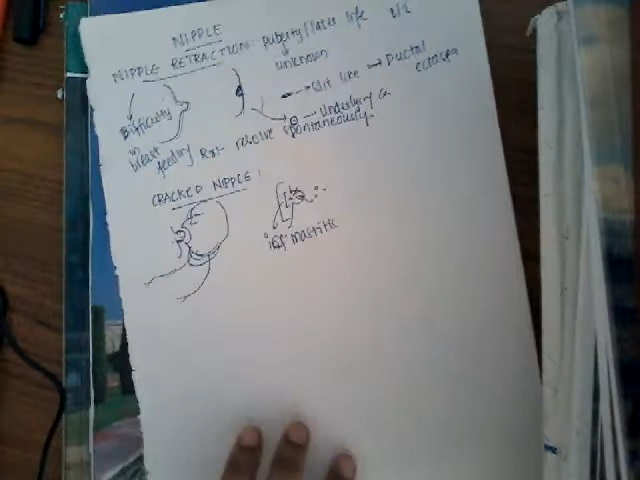 NIPPLE
NIPPLE RETRACTION: puberty / later life
unknown
slit like → Ductal
ectasia
Difficulty
in
breast
feeding
→ Underlying Ca
Rx:- resolve spontaneously.
CRACKED NIPPLE:
inf mastitis